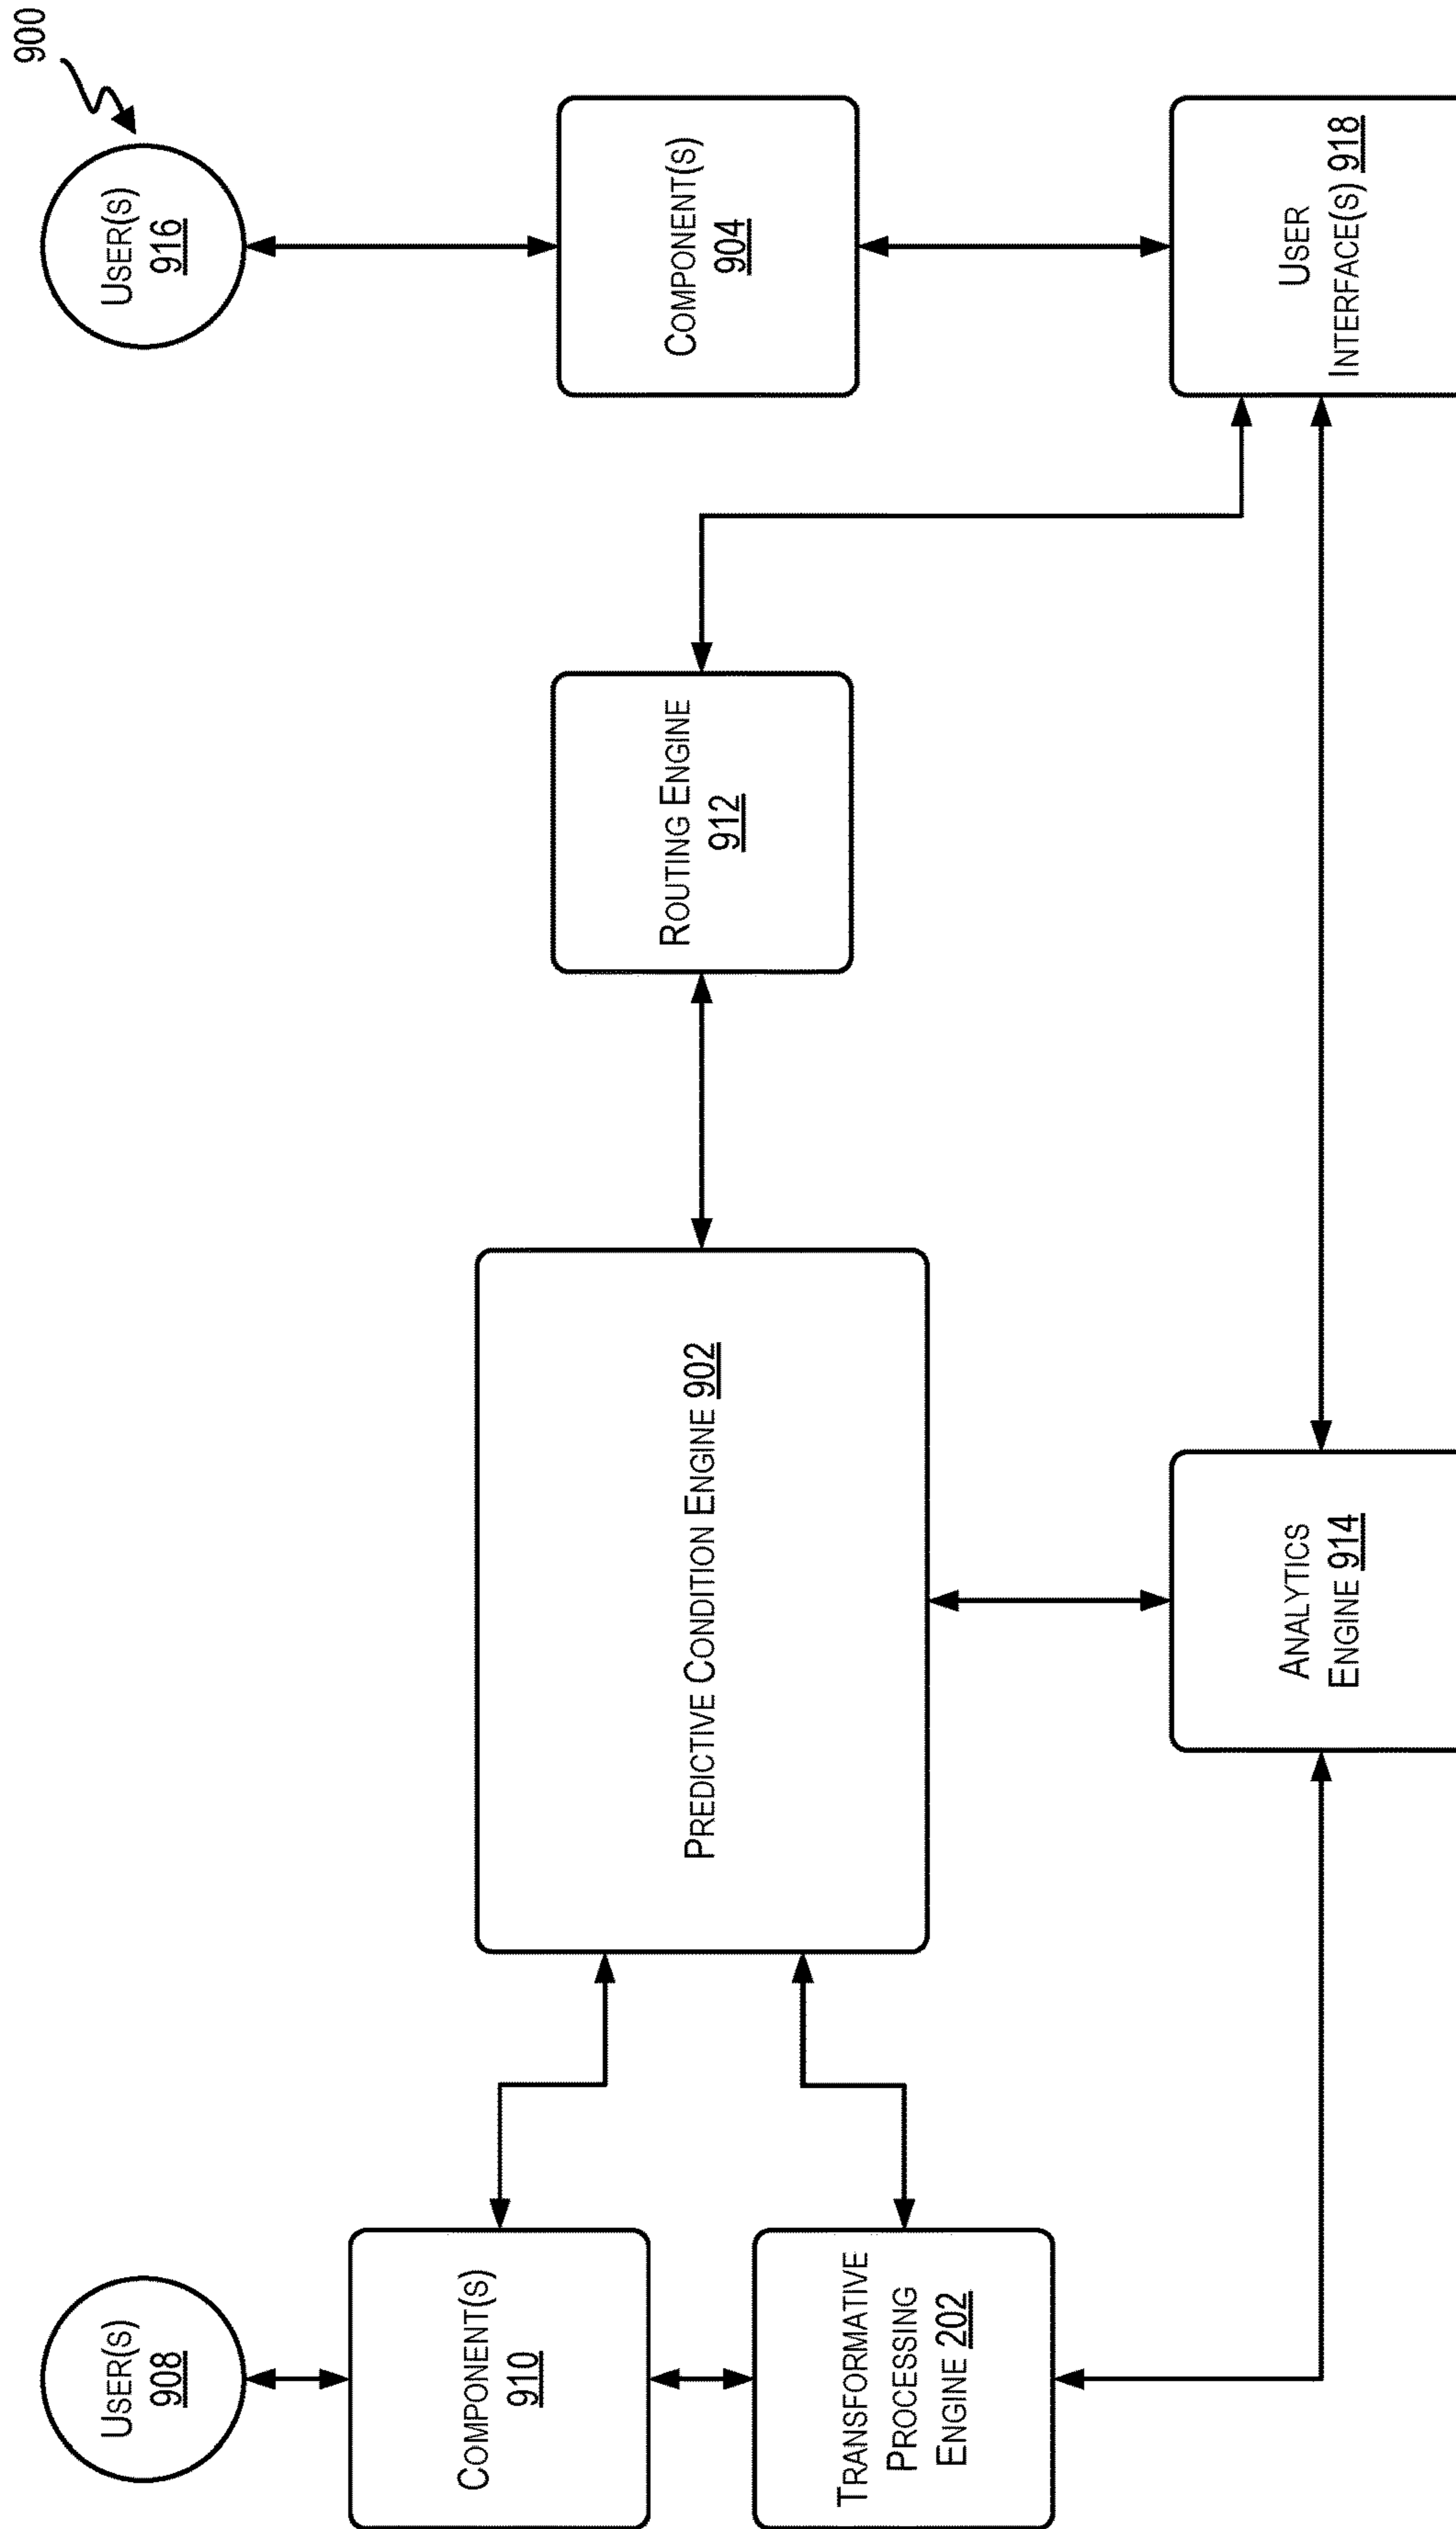 900
USER(S)
908
USER(S)
916
COMPONENT(S)
910
PREDICTIVE CONDITION ENGINE 902
ROUTING ENGINE
912
COMPONENT(S)
904
TRANSFORMATIVE
PROCESSING
ENGINE 202
ANALYTICS
ENGINE 914
USER
INTERFACE(S) 918